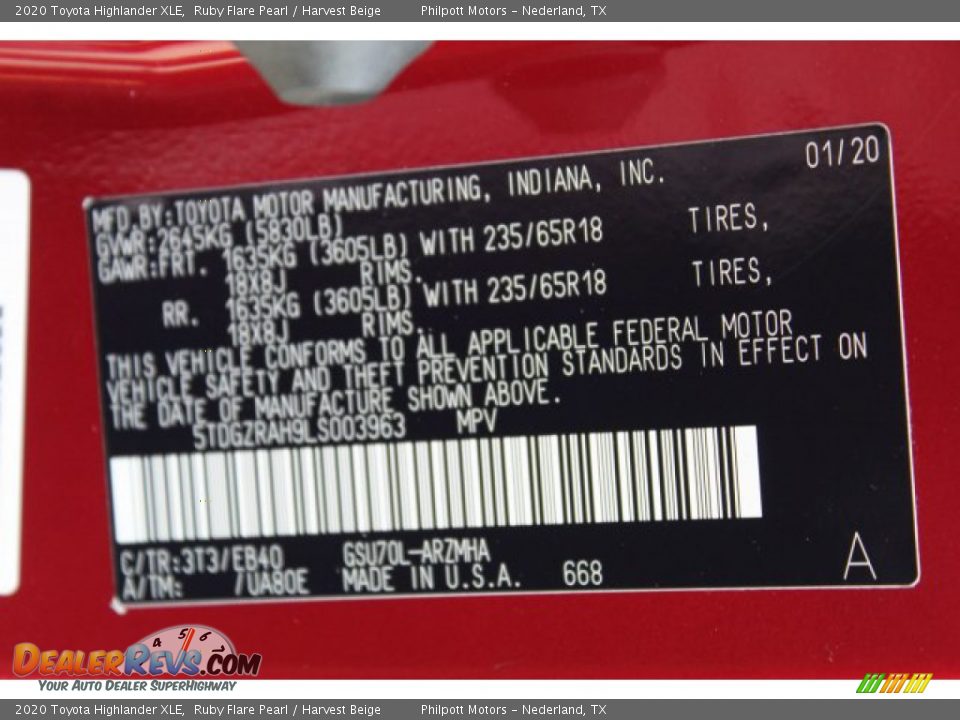 2020 Toyota Highlander XLE, Ruby Flare Pearl / Harvest Beige Philpott Motors – Nederland, TX
01/20
MFD.BY:TOYOTA MOTOR MANUFACTURING, INDIANA, INC.
GVWR:2645KG (5830LB)
GAWR:FRT. 1635KG (3605LB) WITH 235/65R18 TIRES,
18X8J RIMS.
RR. 1635KG (3605LB) WITH 235/65R18 TIRES,
18X8J RIMS.
THIS VEHICLE CONFORMS TO ALL APPLICABLE FEDERAL MOTOR
VEHICLE SAFETY AND THEFT PREVENTION STANDARDS IN EFFECT ON
THE DATE OF MANUFACTURE SHOWN ABOVE.
5TDGZRAH9LS003963 MPV
C/TR:3T3/EB40 GSU70L-ARZMHA
A/TM: /UA80E MADE IN U.S.A. 668
A
4 5 6
DEALERREVS.COM
YOUR AUTO DEALER SUPERHIGHWAY
2020 Toyota Highlander XLE, Ruby Flare Pearl / Harvest Beige Philpott Motors – Nederland, TX